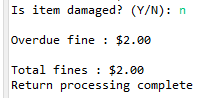 Is item damaged? (Y/N): n
Overdue fine : $2.00
Total fines : $2.00
Return processing complete